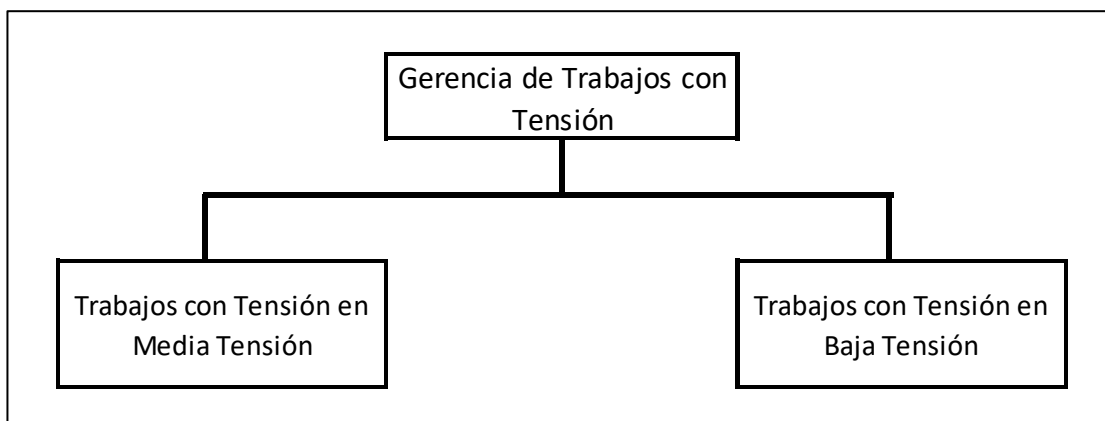 Gerencia de Trabajos con
Tensión
Trabajos con Tensión en
Media Tensión
Trabajos con Tensión en
Baja Tensión